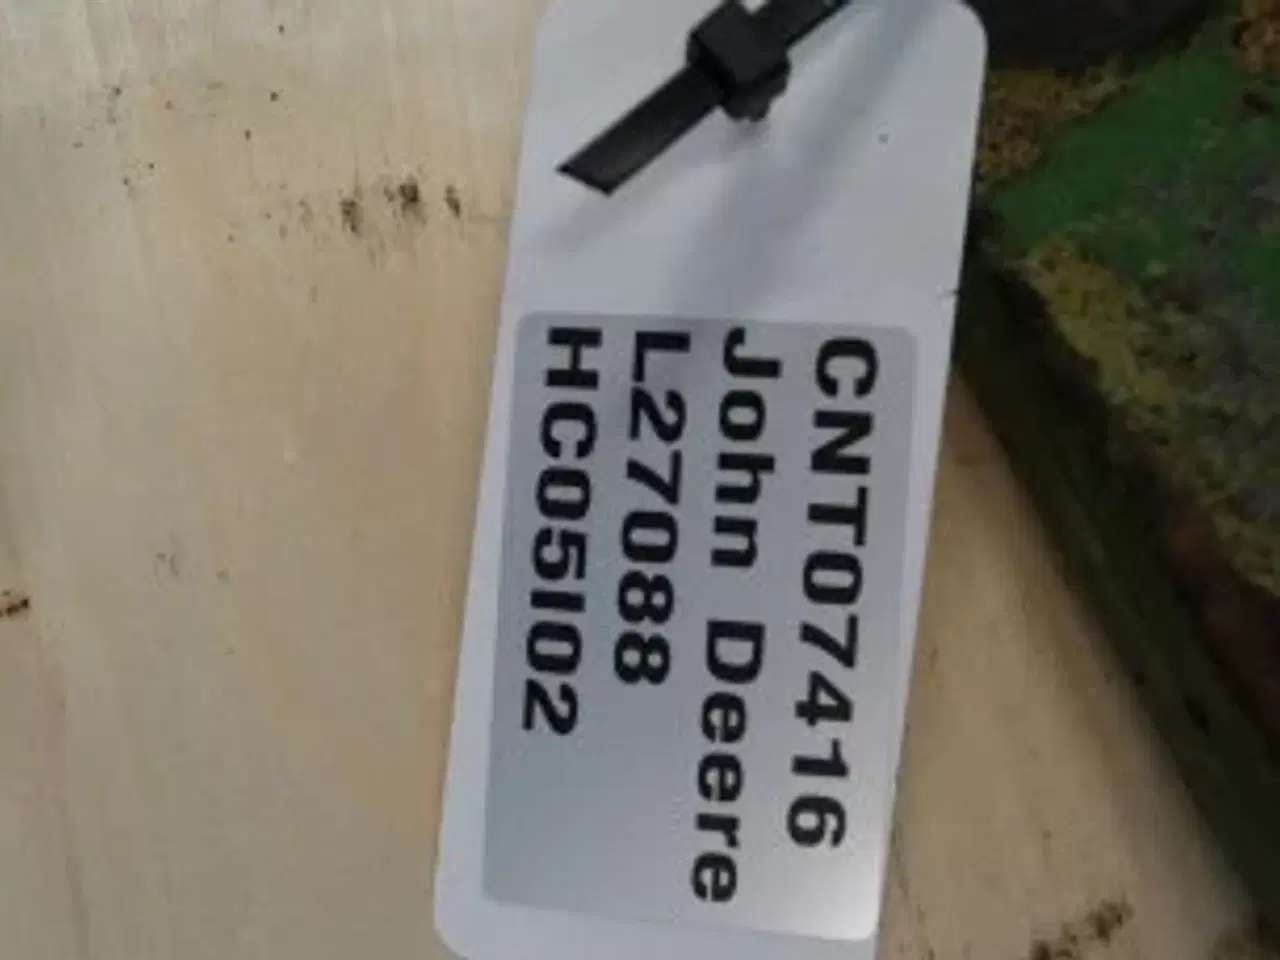 CNT07416
John Deere
L27088
HC05I02